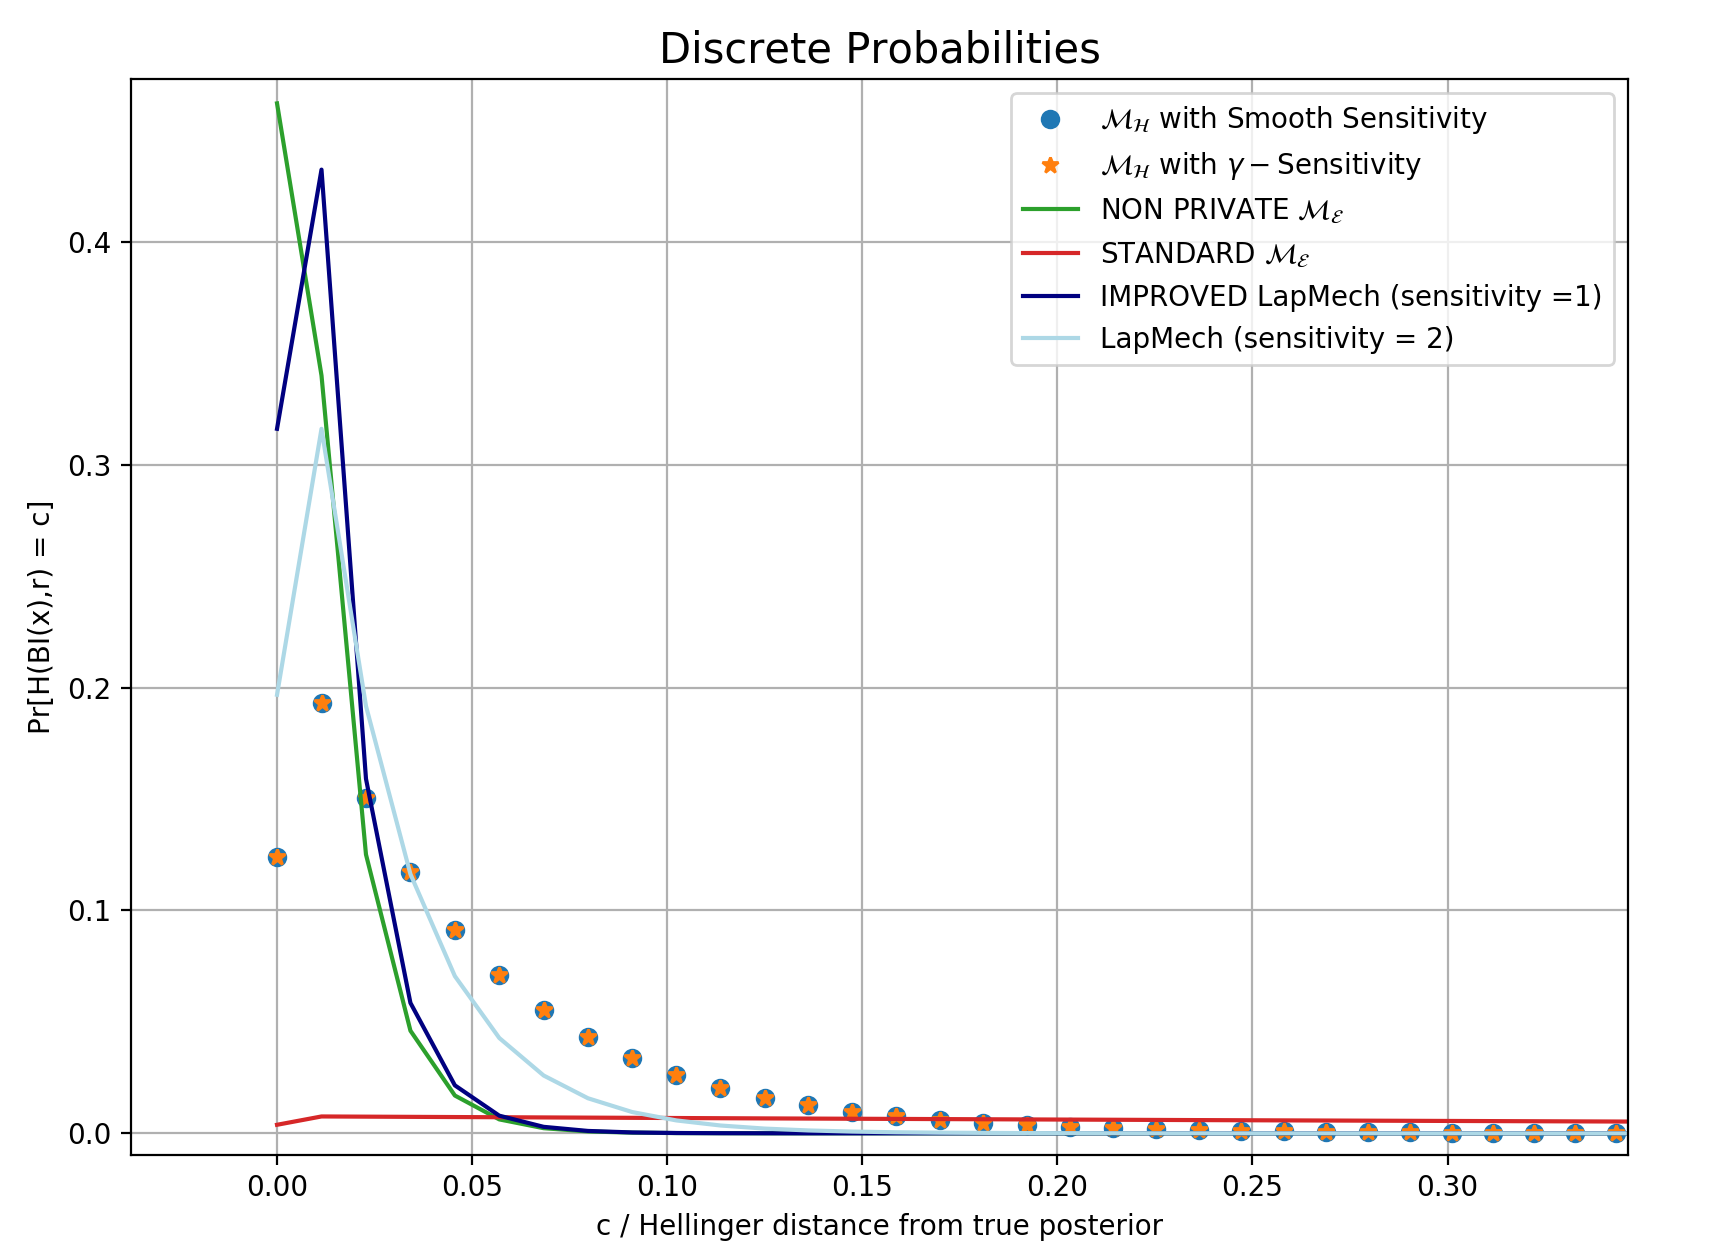 Discrete Probabilities
ℳ_ℋ with Smooth Sensitivity
ℳ_ℋ with γ − Sensitivity
NON PRIVATE ℳ_ℰ
STANDARD ℳ_ℰ
IMPROVED LapMech (sensitivity =1)
LapMech (sensitivity = 2)
Pr[H(BI(x),r) = c]
0.4
0.3
0.2
0.1
0.0
0.00 0.05 0.10 0.15 0.20 0.25 0.30
c / Hellinger distance from true posterior